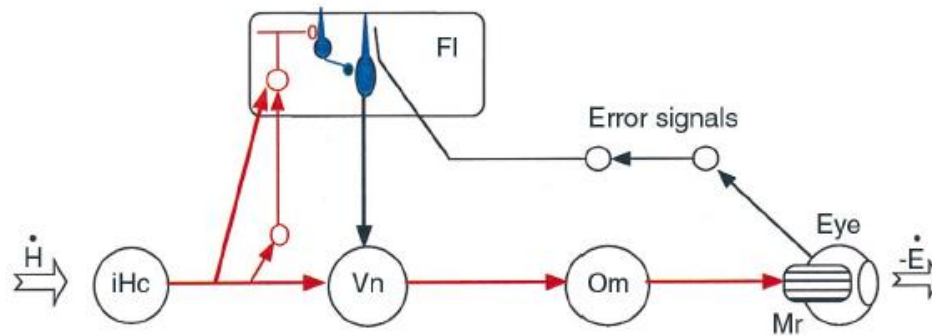 Fl
Error signals
Eye
Ḣ
iHc
Vn
Om
-Ė
Mr